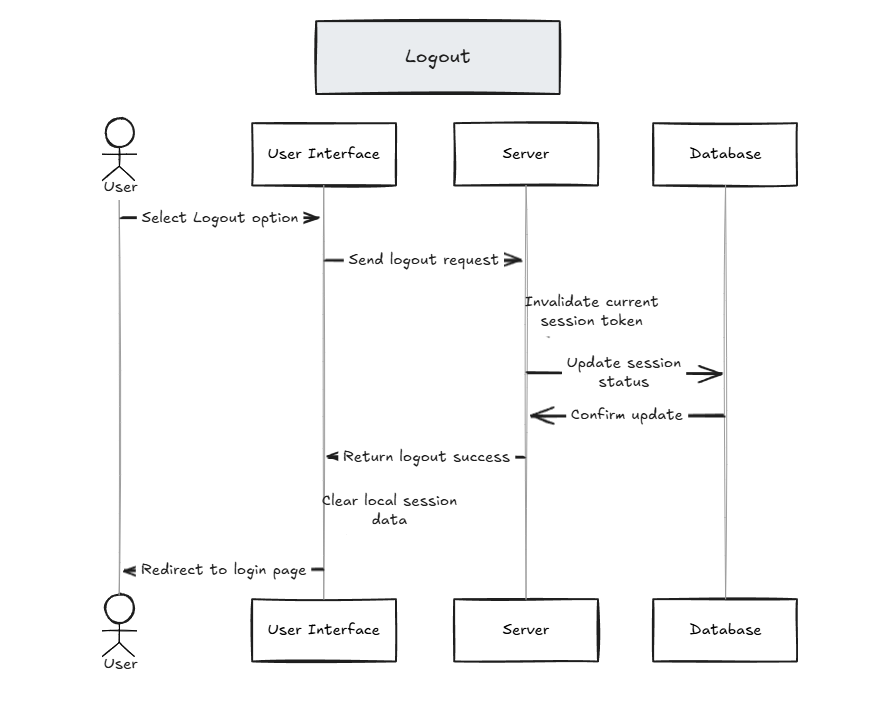 Logout
User Interface
Server
Database
User
Select Logout option
Send logout request
Invalidate current
session token
Update session
status
Confirm update
Return logout success
Clear local session
data
Redirect to login page
User Interface
Server
Database
User